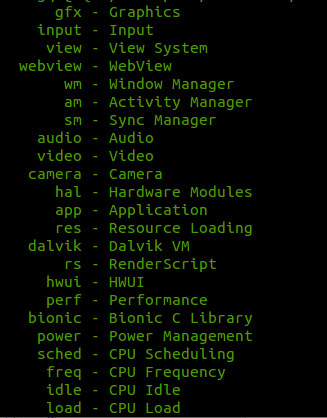 gfx - Graphics
input - Input
view - View System
webview - WebView
wm - Window Manager
am - Activity Manager
sm - Sync Manager
audio - Audio
video - Video
camera - Camera
hal - Hardware Modules
app - Application
res - Resource Loading
dalvik - Dalvik VM
rs - RenderScript
hwui - HWUI
perf - Performance
bionic - Bionic C Library
power - Power Management
sched - CPU Scheduling
freq - CPU Frequency
idle - CPU Idle
load - CPU Load